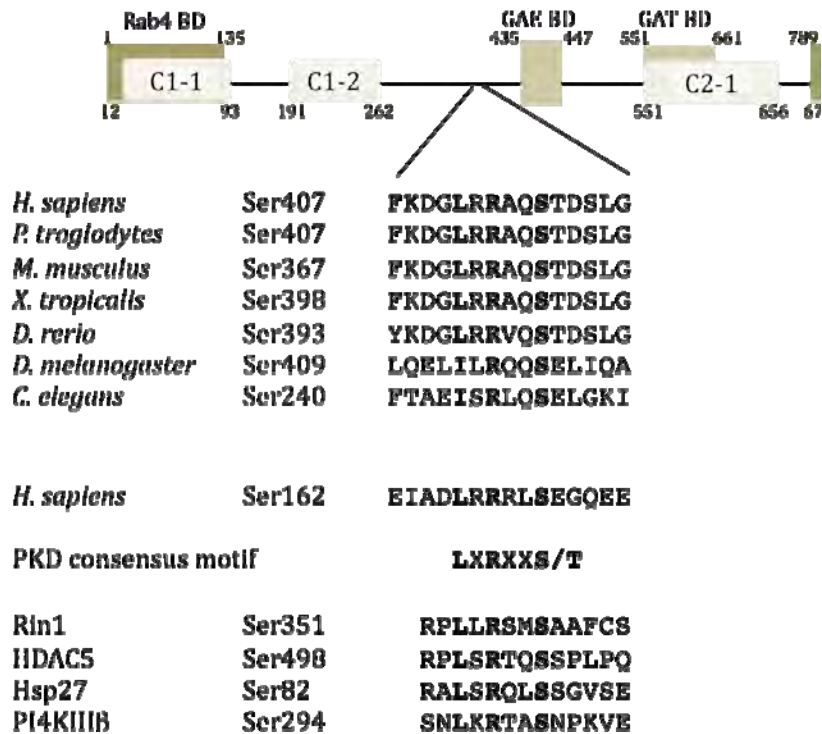 Rab4 BD GAE BD GAT BD
1 135 435 447 551 661 789
C1-1 C1-2 C2-1
12 93 191 262 551 656 67
H. sapiens Ser407 FKDGLRRAQSTDSLG
P. troglodytes Ser407 FKDGLRRAQSTDSLG
M. musculus Ser367 FKDGLRRAQSTDSLG
X. tropicalis Ser398 FKDGLRRAQSTDSLG
D. rerio Ser393 YKDGLRRVQSTDSLG
D. melanogaster Ser409 LQELILRQQSELIQA
C. elegans Ser240 FTAEISRLQSELGKI
H. sapiens Ser162 EIADLRRRLSEGQEE
PKD consensus motif LXRXXS/T
Rin1 Ser351 RPLLRSMSAAFCS
HDAC5 Ser498 RPLSRTQSSPLPQ
Hsp27 Ser82 RALSRQLSSGVSE
PI4KIIIβ Ser294 SNLKRTASNPKVE